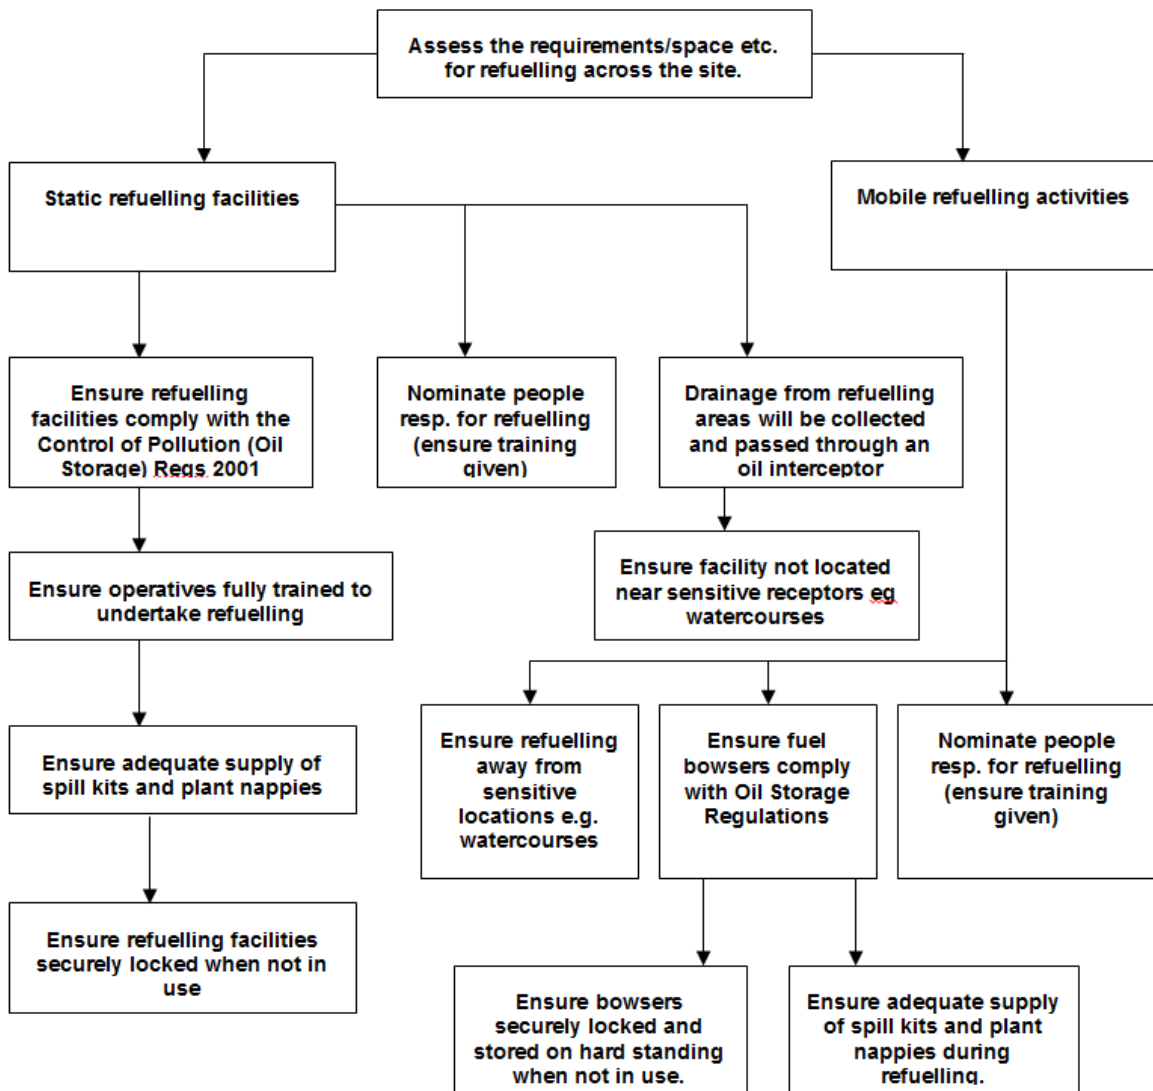 Assess the requirements/space etc.
for refuelling across the site.
Static refuelling facilities
Mobile refuelling activities
Ensure refuelling
facilities comply with the
Control of Pollution (Oil
Storage) Regs 2001
Nominate people
resp. for refuelling
(ensure training
given)
Drainage from refuelling
areas will be collected
and passed through an
oil interceptor
Ensure facility not located
near sensitive receptors eg
watercourses
Ensure operatives fully trained to
undertake refuelling
Ensure adequate supply of
spill kits and plant nappies
Ensure refuelling facilities
securely locked when not in
use
Ensure refuelling
away from
sensitive
locations e.g.
watercourses
Ensure fuel
bowsers comply
with Oil Storage
Regulations
Nominate people
resp. for refuelling
(ensure training
given)
Ensure bowsers
securely locked and
stored on hard standing
when not in use.
Ensure adequate supply
of spill kits and plant
nappies during
refuelling.